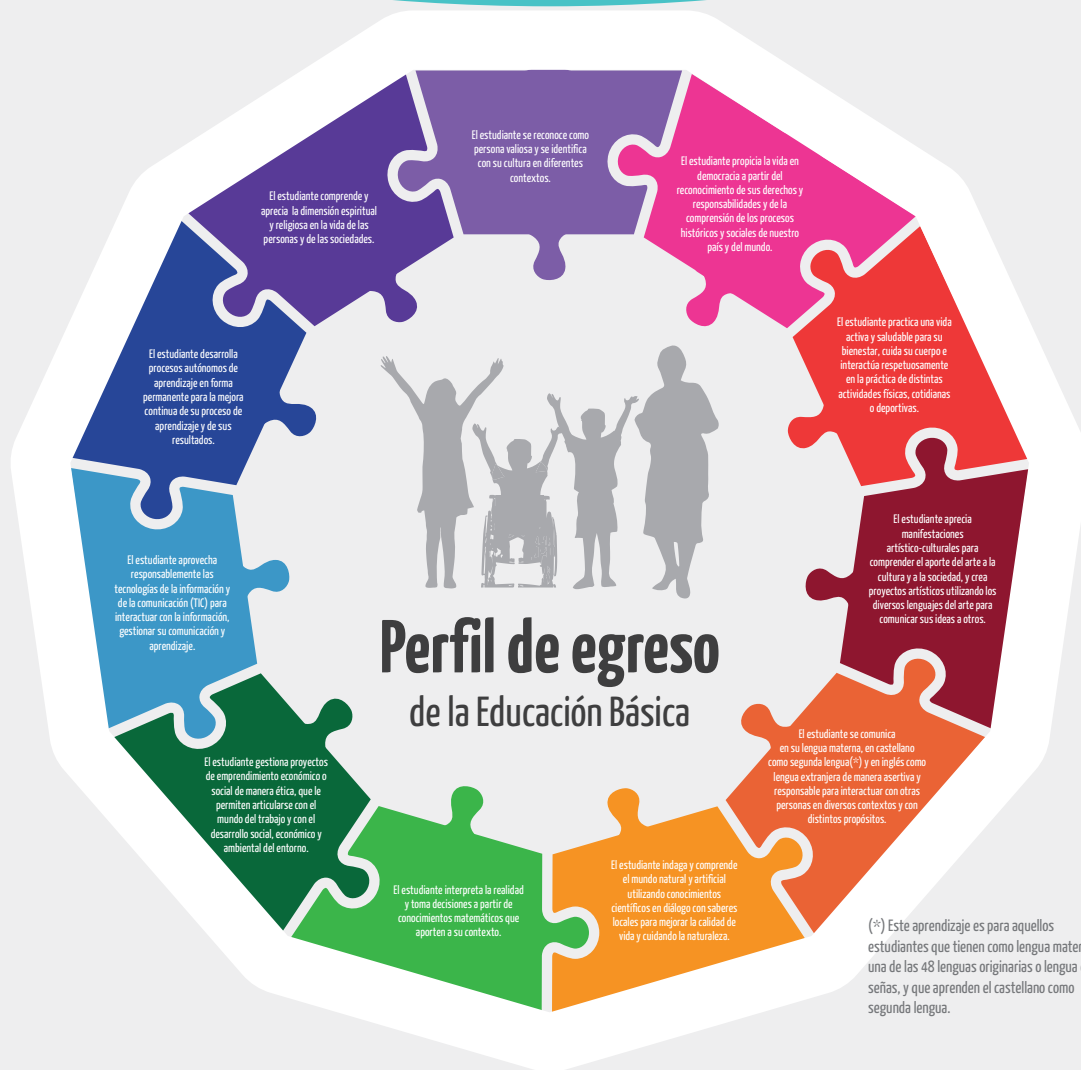 El estudiante se reconoce como
persona valiosa y se identifica
con su cultura en diferentes
contextos.
El estudiante propicia la vida en
democracia a partir del
reconocimiento de sus derechos y
responsabilidades y de la
comprensión de los procesos
históricos y sociales de nuestro
país y del mundo.
El estudiante practica una vida
activa y saludable para su
bienestar, cuida su cuerpo e
interactúa respetuosamente
en la práctica de distintas
actividades físicas, cotidianas
o deportivas.
El estudiante aprecia
manifestaciones
artístico-culturales para
comprender el aporte del arte a la
cultura y a la sociedad, y crea
proyectos artísticos utilizando los
diversos lenguajes del arte para
comunicar sus ideas a otros.
El estudiante se comunica
en su lengua materna, en castellano
como segunda lengua(*) y en inglés como
lengua extranjera de manera asertiva y
responsable para interactuar con otras
personas en diversos contextos y con
distintos propósitos.
El estudiante indaga y comprende
el mundo natural y artificial
utilizando conocimientos
científicos en diálogo con saberes
locales para mejorar la calidad de
vida y cuidando la naturaleza.
El estudiante interpreta la realidad
y toma decisiones a partir de
conocimientos matemáticos que
aporten a su contexto.
El estudiante gestiona proyectos
de emprendimiento económico o
social de manera ética, que le
permiten articularse con el
mundo del trabajo y con el
desarrollo social, económico y
ambiental del entorno.
El estudiante aprovecha
responsablemente las
tecnologías de la información y
de la comunicación (TIC) para
interactuar con la información,
gestionar su comunicación y
aprendizaje.
El estudiante desarrolla
procesos autónomos de
aprendizaje en forma
permanente para la mejora
continua de su proceso de
aprendizaje y de sus
resultados.
El estudiante comprende y
aprecia la dimensión espiritual
y religiosa en la vida de las
personas y de las sociedades.
Perfil de egreso
de la Educación Básica
(*) Este aprendizaje es para aquellos
estudiantes que tienen como lengua mater
una de las 48 lenguas originarias o lengua
señas, y que aprenden el castellano como
segunda lengua.